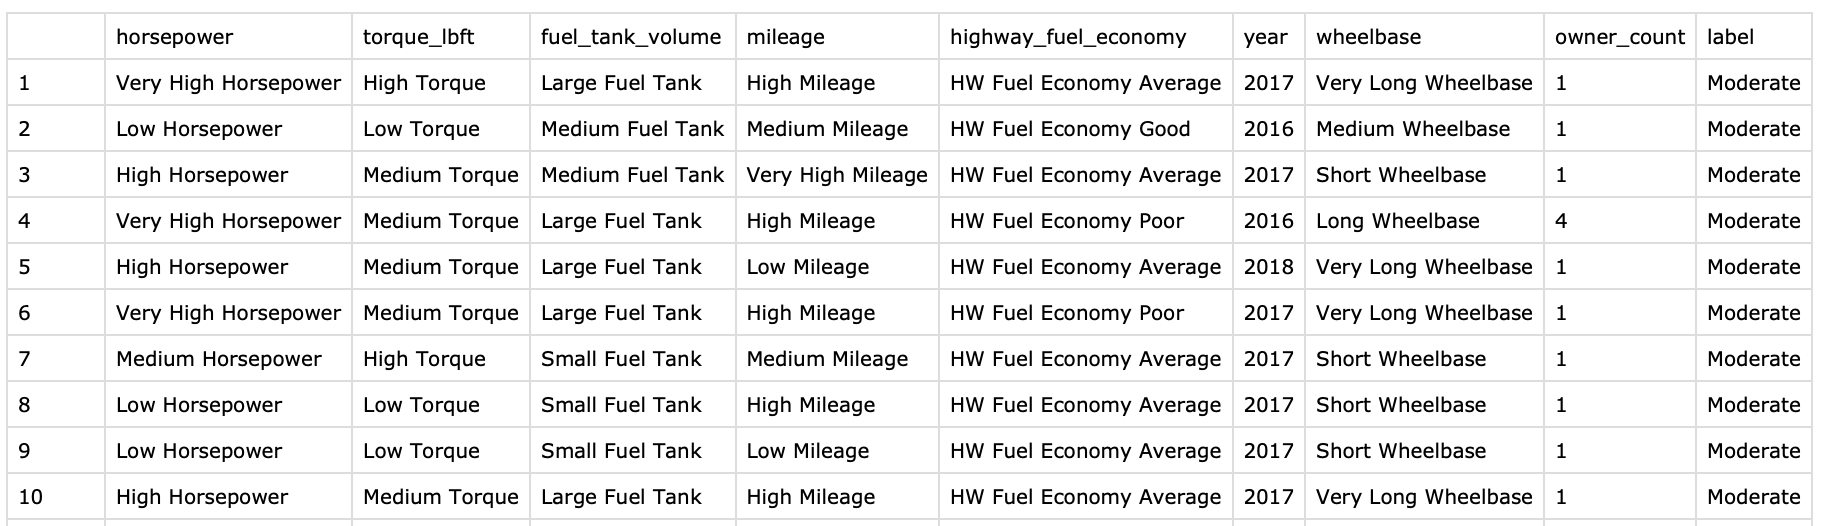 horsepower torque_lbft fuel_tank_volume mileage highway_fuel_economy year wheelbase owner_count label
1 Very High Horsepower High Torque Large Fuel Tank High Mileage HW Fuel Economy Average 2017 Very Long Wheelbase 1 Moderate
2 Low Horsepower Low Torque Medium Fuel Tank Medium Mileage HW Fuel Economy Good 2016 Medium Wheelbase 1 Moderate
3 High Horsepower Medium Torque Medium Fuel Tank Very High Mileage HW Fuel Economy Average 2017 Short Wheelbase 1 Moderate
4 Very High Horsepower Medium Torque Large Fuel Tank High Mileage HW Fuel Economy Poor 2016 Long Wheelbase 4 Moderate
5 High Horsepower Medium Torque Large Fuel Tank Low Mileage HW Fuel Economy Average 2018 Very Long Wheelbase 1 Moderate
6 Very High Horsepower Medium Torque Large Fuel Tank High Mileage HW Fuel Economy Poor 2017 Very Long Wheelbase 1 Moderate
7 Medium Horsepower High Torque Small Fuel Tank Medium Mileage HW Fuel Economy Average 2017 Short Wheelbase 1 Moderate
8 Low Horsepower Low Torque Small Fuel Tank High Mileage HW Fuel Economy Average 2017 Short Wheelbase 1 Moderate
9 Low Horsepower Low Torque Small Fuel Tank Low Mileage HW Fuel Economy Average 2017 Short Wheelbase 1 Moderate
10 High Horsepower Medium Torque Large Fuel Tank High Mileage HW Fuel Economy Average 2017 Very Long Wheelbase 1 Moderate